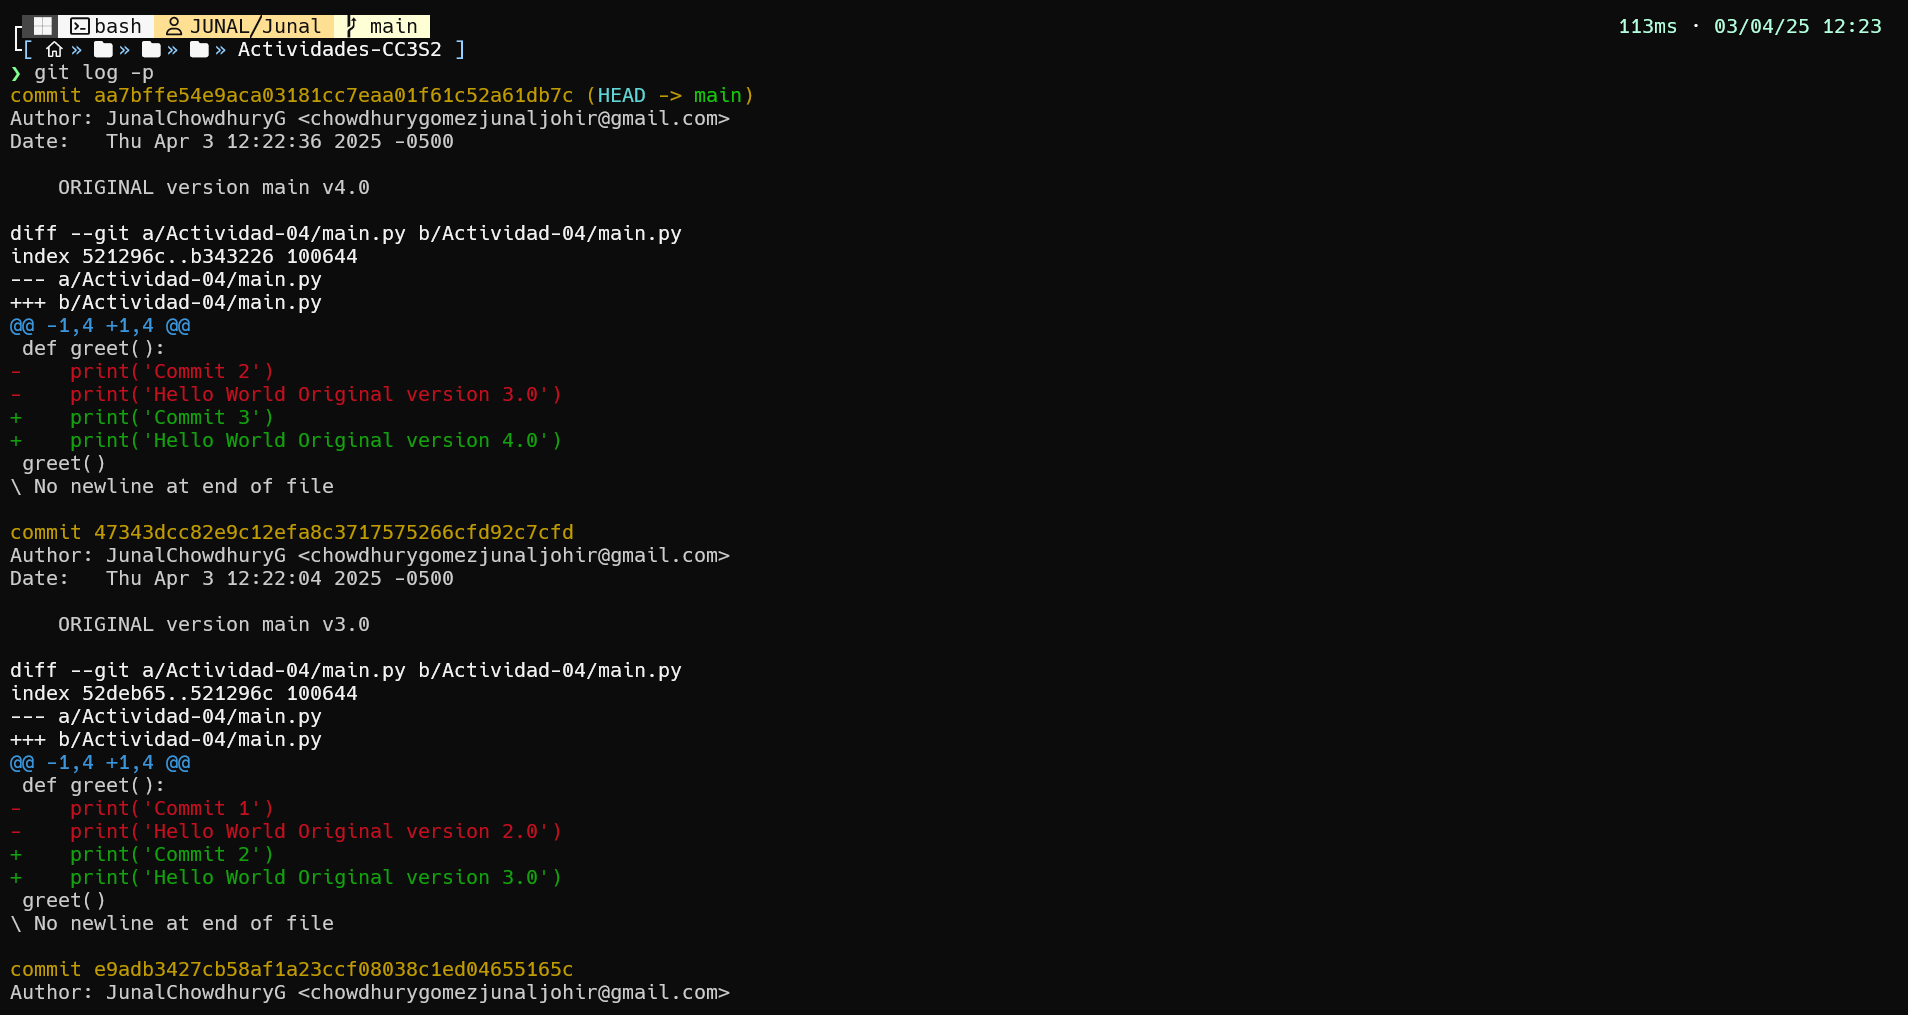 bash JUNAL/Junal main 113ms · 03/04/25 12:23
[ » » » » Actividades-CC3S2 ]
❯ git log -p
commit aa7bffe54e9aca03181cc7eaa01f61c52a61db7c (HEAD -> main)
Author: JunalChowdhuryG <chowdhurygomezjunaljohir@gmail.com>
Date:   Thu Apr 3 12:22:36 2025 -0500
    ORIGINAL version main v4.0
diff --git a/Actividad-04/main.py b/Actividad-04/main.py
index 521296c..b343226 100644
--- a/Actividad-04/main.py
+++ b/Actividad-04/main.py
@@ -1,4 +1,4 @@
 def greet():
-    print('Commit 2')
-    print('Hello World Original version 3.0')
+    print('Commit 3')
+    print('Hello World Original version 4.0')
 greet()
\ No newline at end of file
commit 47343dcc82e9c12efa8c3717575266cfd92c7cfd
Author: JunalChowdhuryG <chowdhurygomezjunaljohir@gmail.com>
Date:   Thu Apr 3 12:22:04 2025 -0500
    ORIGINAL version main v3.0
diff --git a/Actividad-04/main.py b/Actividad-04/main.py
index 52deb65..521296c 100644
--- a/Actividad-04/main.py
+++ b/Actividad-04/main.py
@@ -1,4 +1,4 @@
 def greet():
-    print('Commit 1')
-    print('Hello World Original version 2.0')
+    print('Commit 2')
+    print('Hello World Original version 3.0')
 greet()
\ No newline at end of file
commit e9adb3427cb58af1a23ccf08038c1ed04655165c
Author: JunalChowdhuryG <chowdhurygomezjunaljohir@gmail.com>